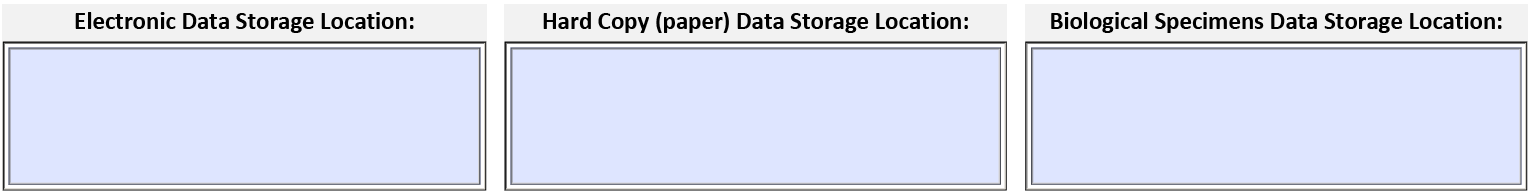 Electronic Data Storage Location:
Hard Copy (paper) Data Storage Location:
Biological Specimens Data Storage Location: